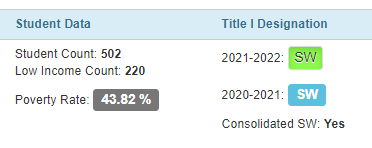 Student Data
Student Count: 502
Low Income Count: 220
Poverty Rate: 43.82 %
Title I Designation
2021-2022: SW
2020-2021: SW
Consolidated SW: Yes